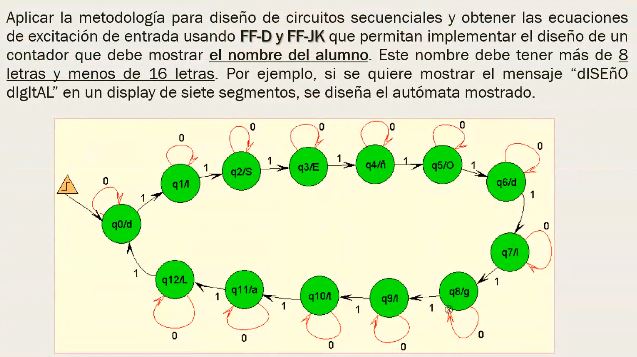 Aplicar la metodología para diseño de circuitos secuenciales y obtener las ecuaciones
de excitación de entrada usando FF-D y FF-JK que permitan implementar el diseño de un
contador que debe mostrar el nombre del alumno. Este nombre debe tener más de 8
letras y menos de 16 letras. Por ejemplo, si se quiere mostrar el mensaje “dISEñO
dIgItAL” en un display de siete segmentos, se diseña el autómata mostrado.
0 0 0 0 0 0
q1/I 1 q2/S 1 q3/E 1 q4/ñ 1 q5/O 1 q6/d
0 1 1
q0/d 0
q7/i
1 1
q12/L 1 q11/a 1 q10/t 1 q9/I 1 q8/g
0 0 0 0 0